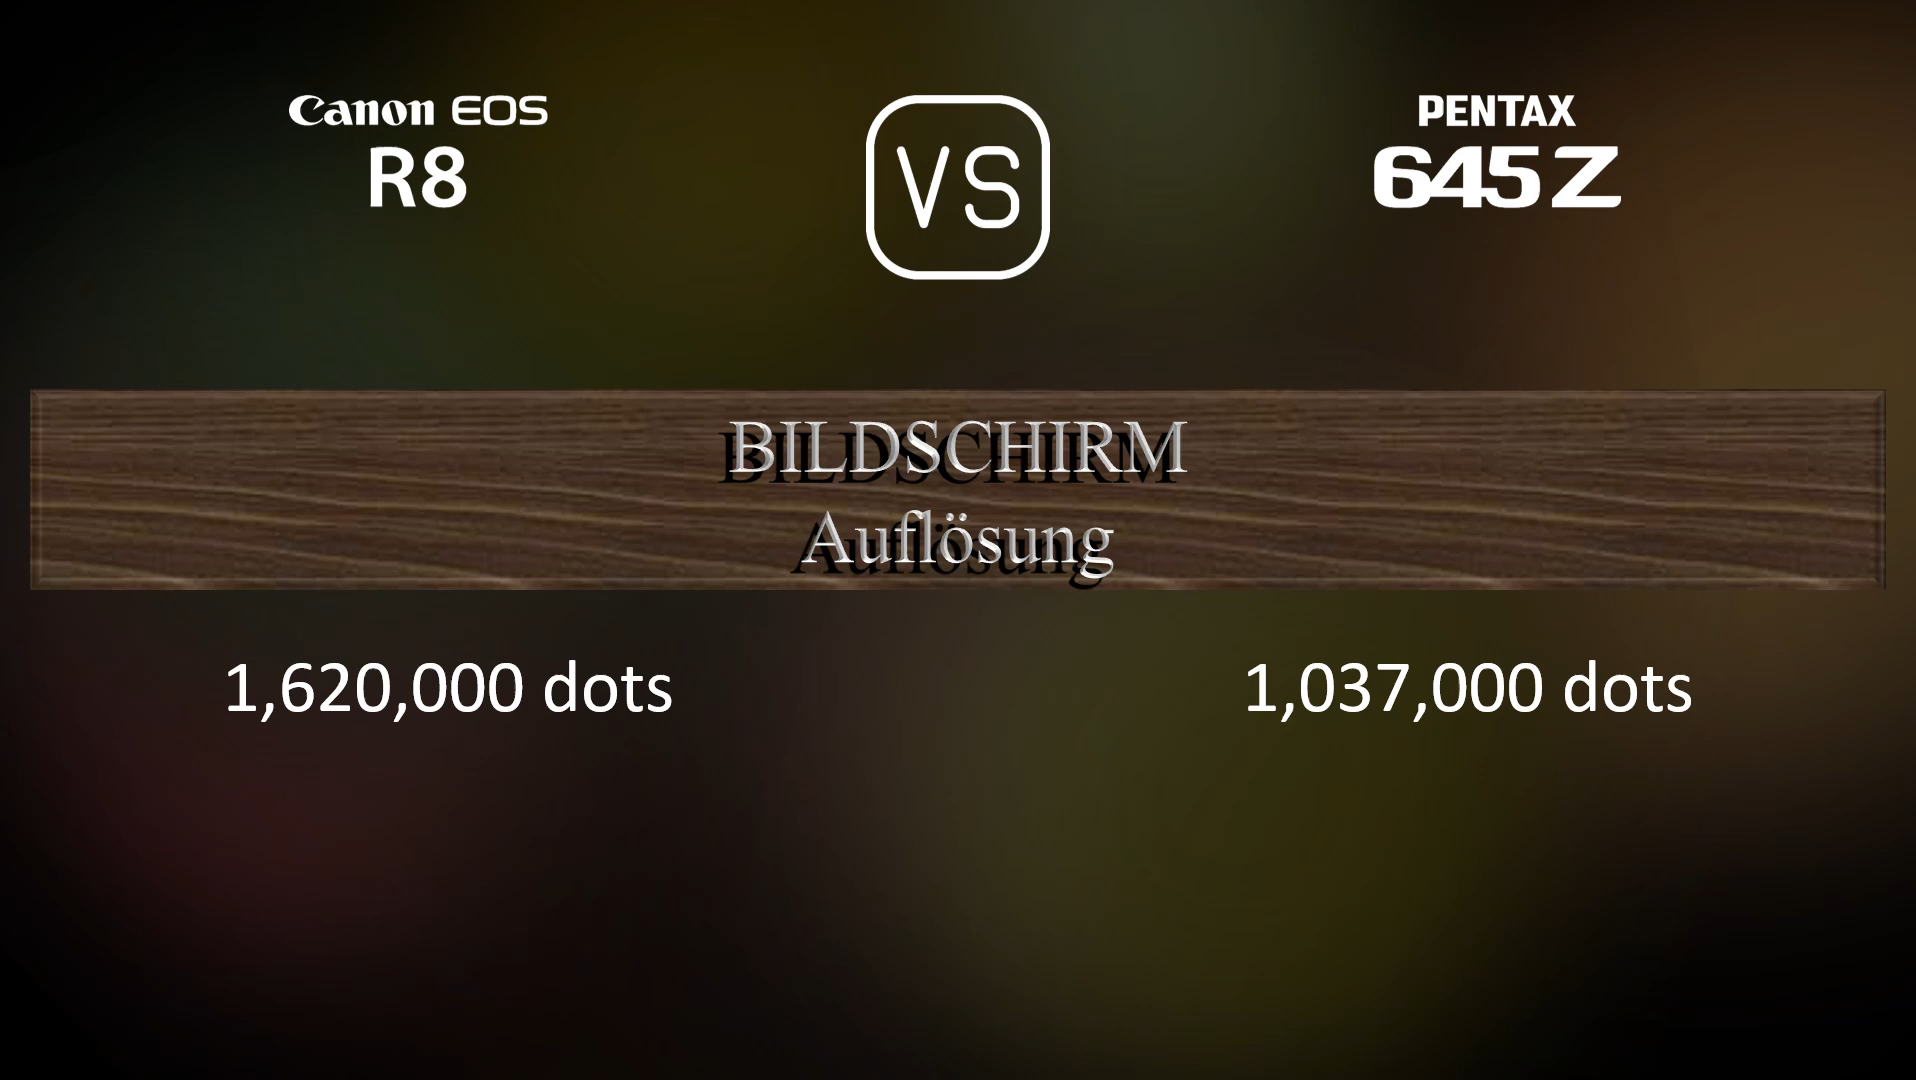 Canon EOS
R8
VS
PENTAX
645Z
BILDSCHIRM
Auflösung
1,620,000 dots
1,037,000 dots